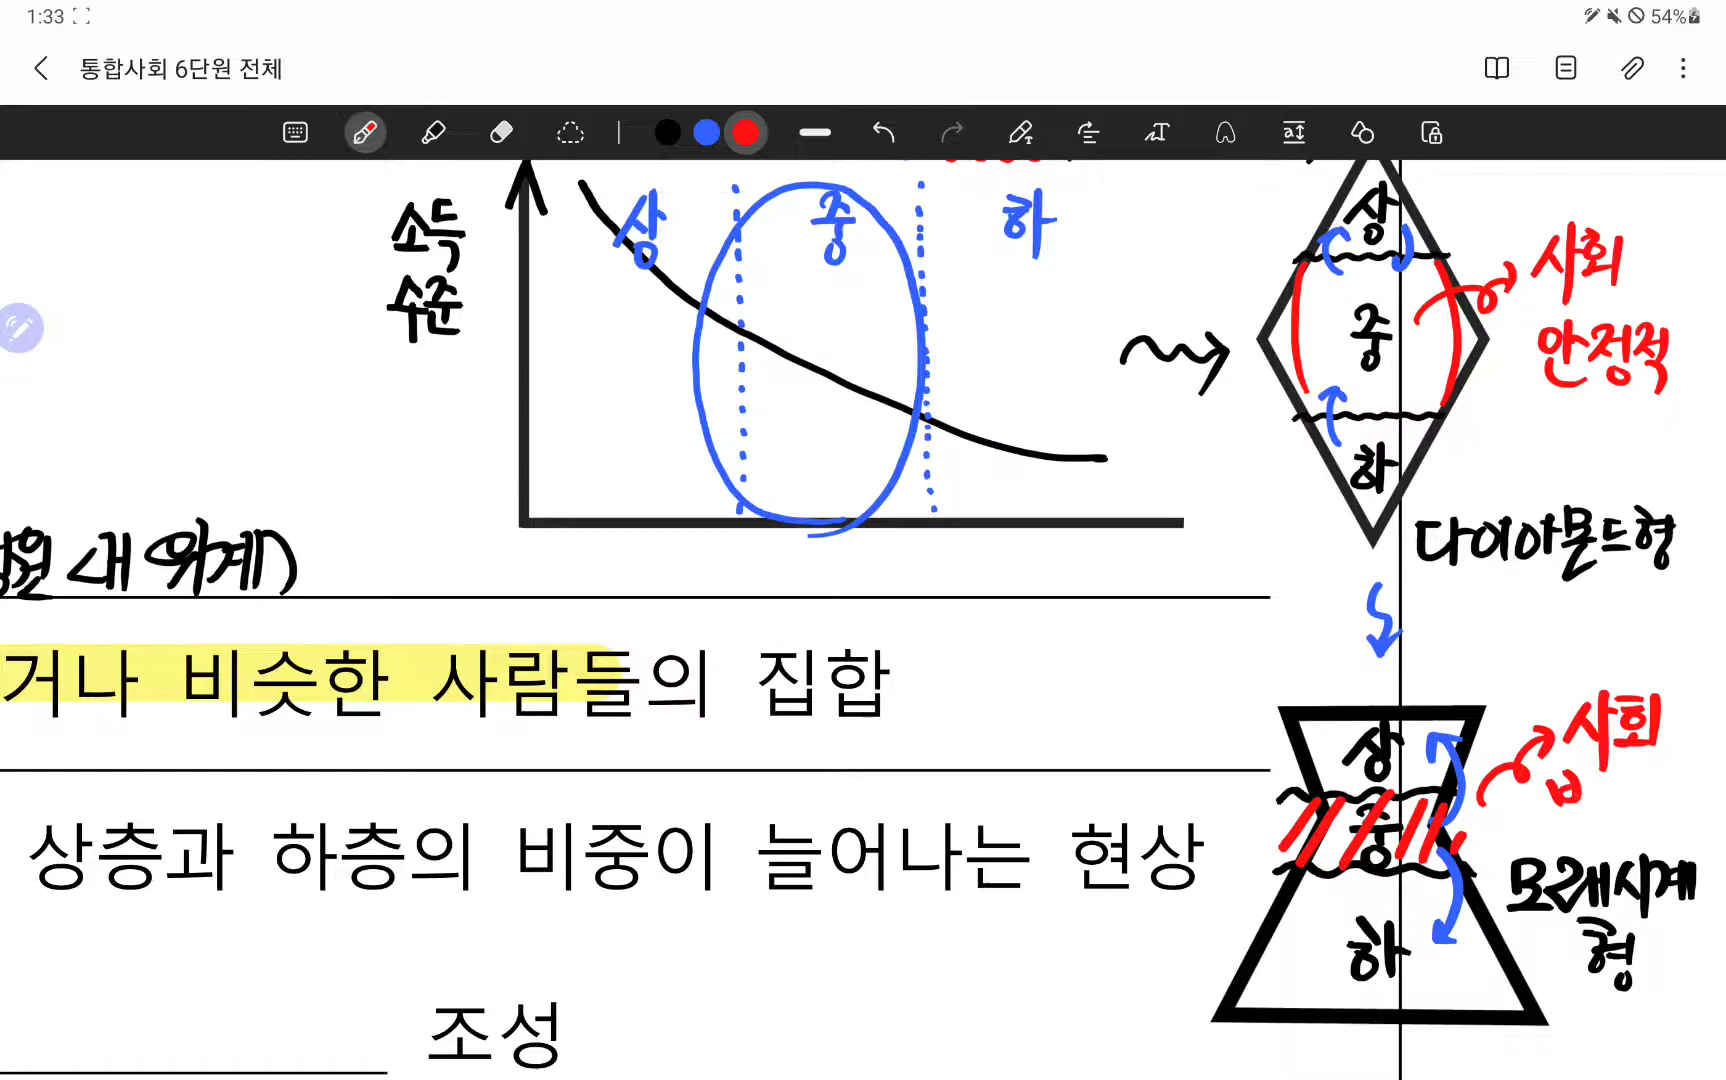 1:33
54%
통합사회 6단원 전체
소득
수준
상
중
하
상
중
하
사회
안정적
다이아몬드형
내 위계)
거나 비슷한 사람들의 집합
상층과 하층의 비중이 늘어나는 현상
조성
상
중
하
사회
모래시계
형